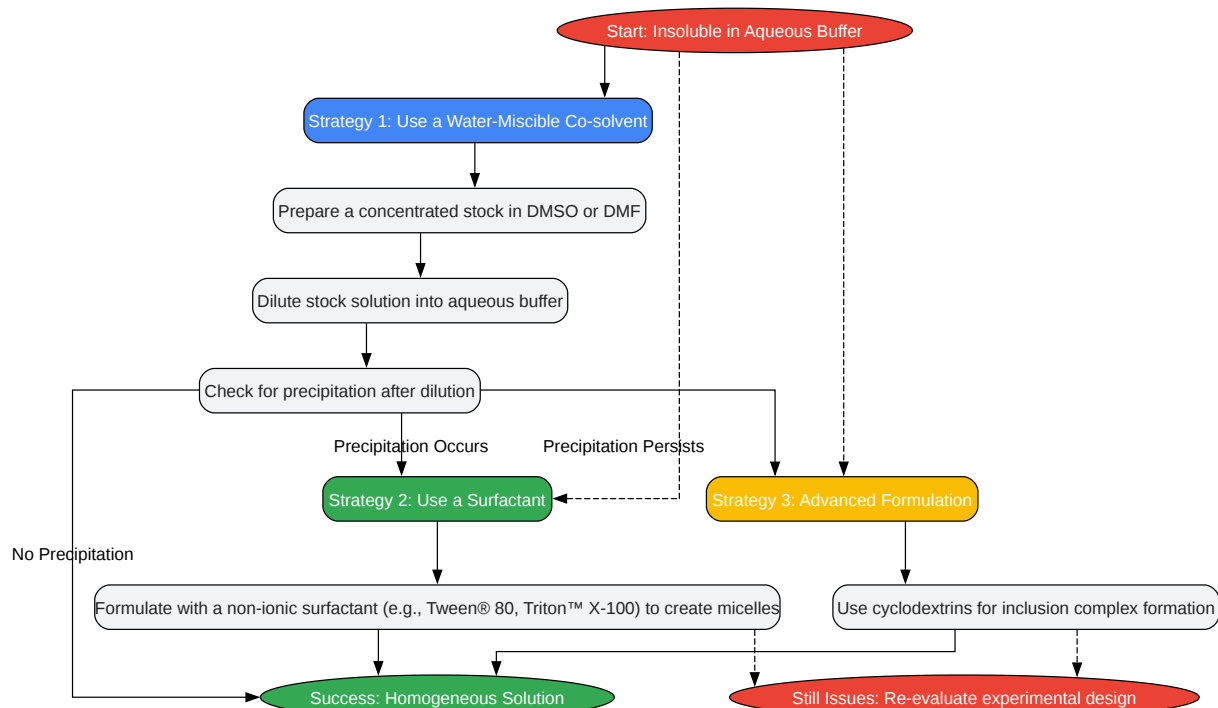 Start: Insoluble in Aqueous Buffer
Strategy 1: Use a Water-Miscible Co-solvent
Prepare a concentrated stock in DMSO or DMF
Dilute stock solution into aqueous buffer
Check for precipitation after dilution
Precipitation Occurs
Precipitation Persists
Strategy 2: Use a Surfactant
Strategy 3: Advanced Formulation
No Precipitation
Formulate with a non-ionic surfactant (e.g., Tween® 80, Triton™ X-100) to create micelles
Use cyclodextrins for inclusion complex formation
Success: Homogeneous Solution
Still Issues: Re-evaluate experimental design